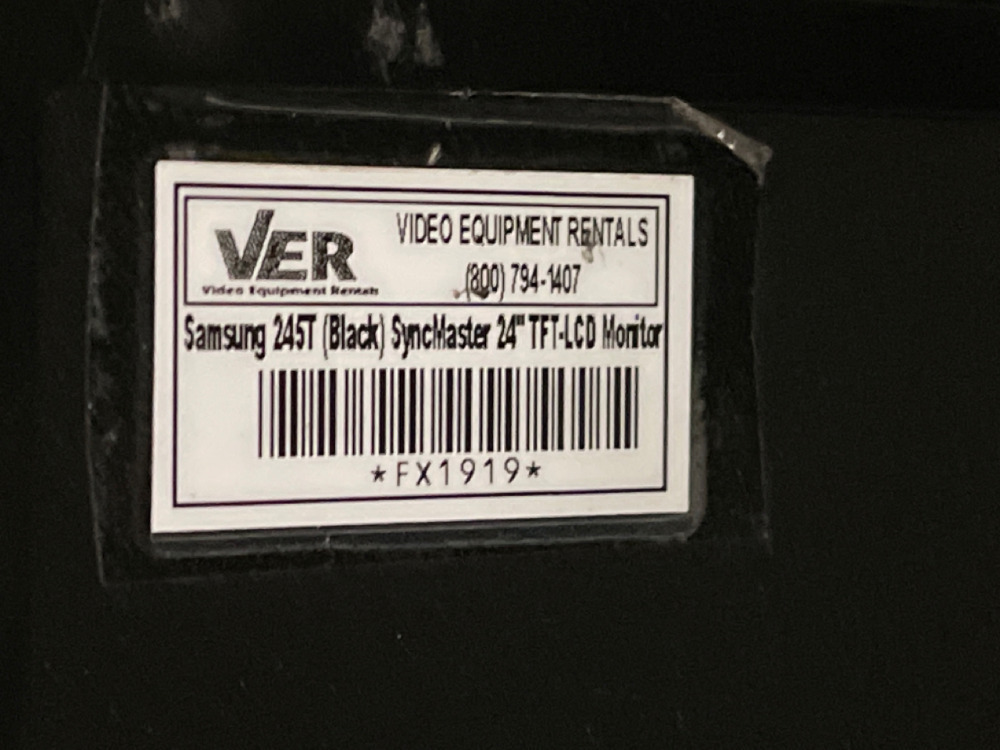 VER
Video Equipment Rentals
VIDEO EQUIPMENT RENTALS
(800) 794-1407
Samsung 245T (Black) SyncMaster 24" TFT-LCD Monitor
*FX1919*